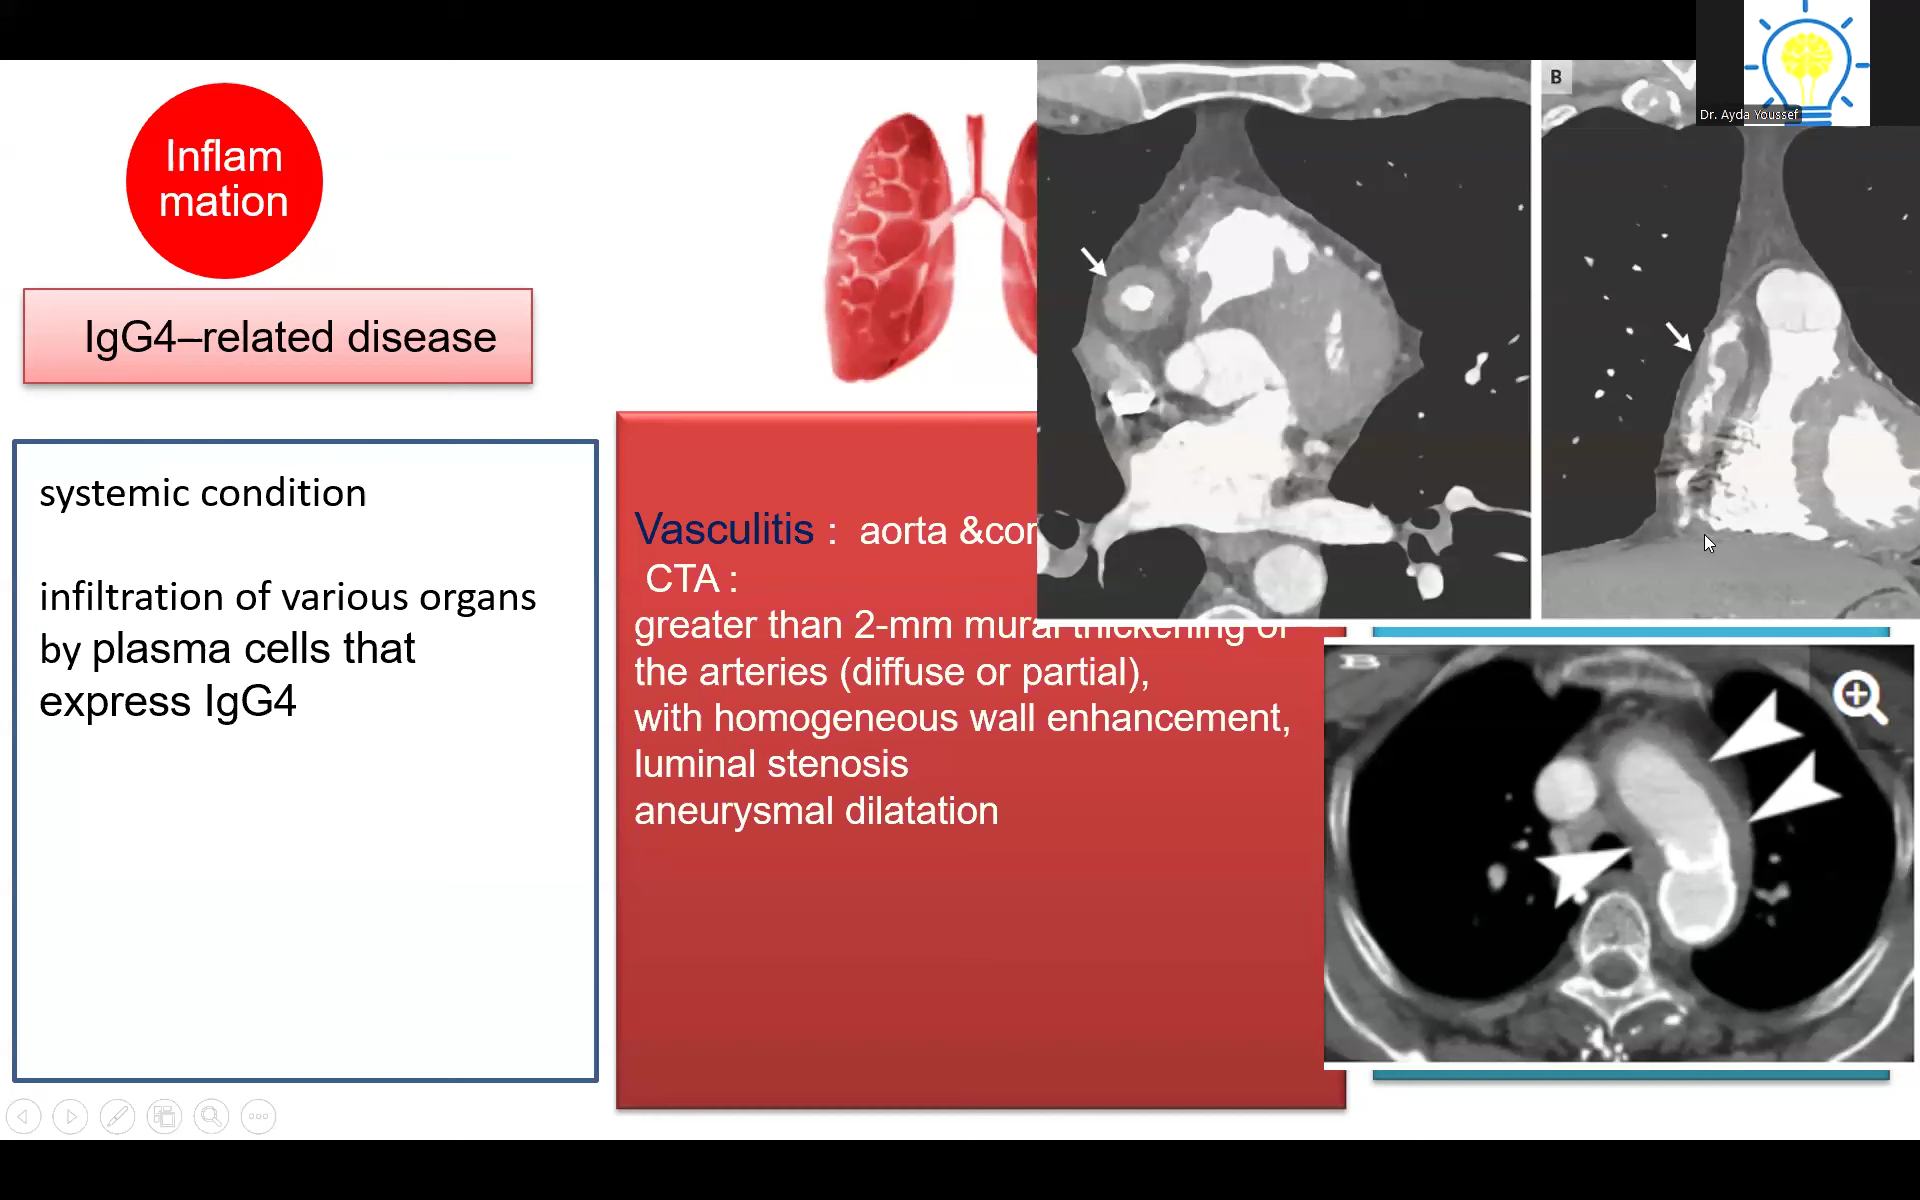 Inflam
mation
IgG4–related disease
systemic condition
infiltration of various organs
by plasma cells that
express IgG4
Vasculitis : aorta &cor
CTA :
greater than 2-mm mural thickening of
the arteries (diffuse or partial),
with homogeneous wall enhancement,
luminal stenosis
aneurysmal dilatation
B
Dr. Ayda Youssef
B